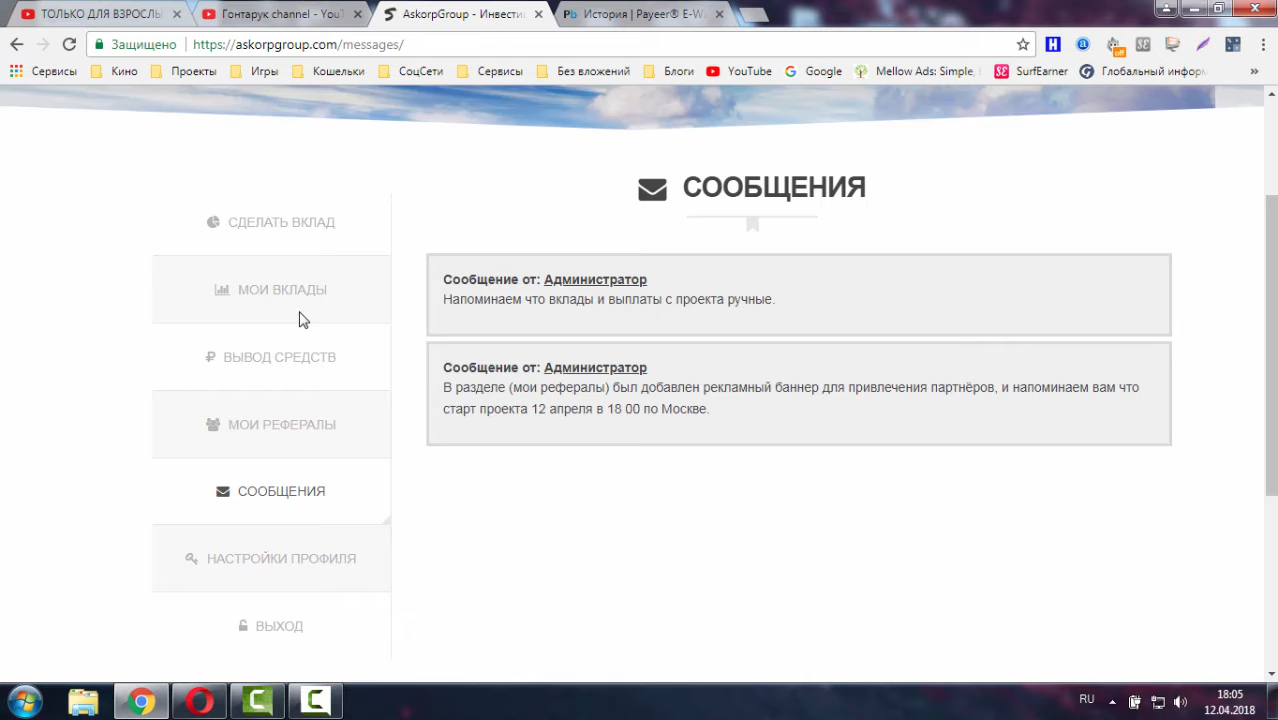 ТОЛЬКО ДЛЯ ВЗРОСЛЫ
Гонтарук channel - YouT
AskorpGroup - Инвести
История | Payeer® E-Wa
Защищено
https://askorpgroup.com/messages/
Сервисы
Кино
Проекты
Игры
Кошельки
СоцСети
Сервисы
Без вложений
Блоги
YouTube
Google
Mellow Ads: Simple,
SurfEarner
Глобальный инфор
СООБЩЕНИЯ
СДЕЛАТЬ ВКЛАД
МОИ ВКЛАДЫ
ВЫВОД СРЕДСТВ
МОИ РЕФЕРАЛЫ
СООБЩЕНИЯ
НАСТРОЙКИ ПРОФИЛЯ
ВЫХОД
Сообщение от: Администратор
Напоминаем что вклады и выплаты с проекта ручные.
Сообщение от: Администратор
В разделе (мои рефералы) был добавлен рекламный баннер для привлечения партнёров, и напоминаем вам что
старт проекта 12 апреля в 18 00 по Москве.
RU
18:05
12.04.2018